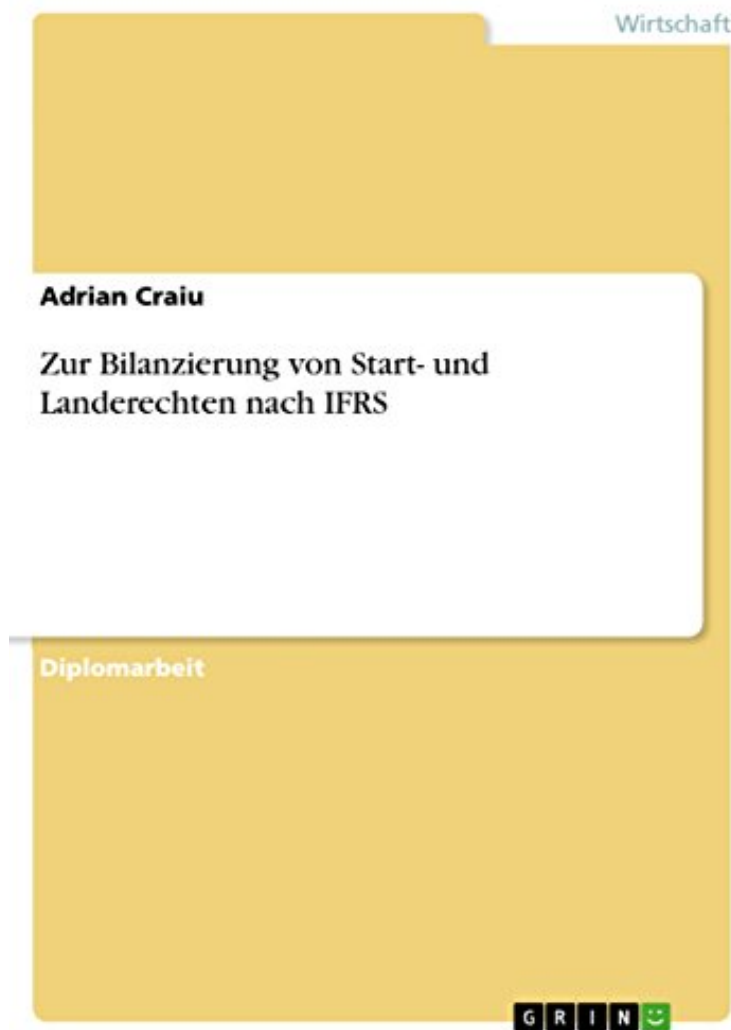 Wirtschaft
Adrian Craiu
Zur Bilanzierung von Start- und
Landerechten nach IFRS
Diplomarbeit
GRIN